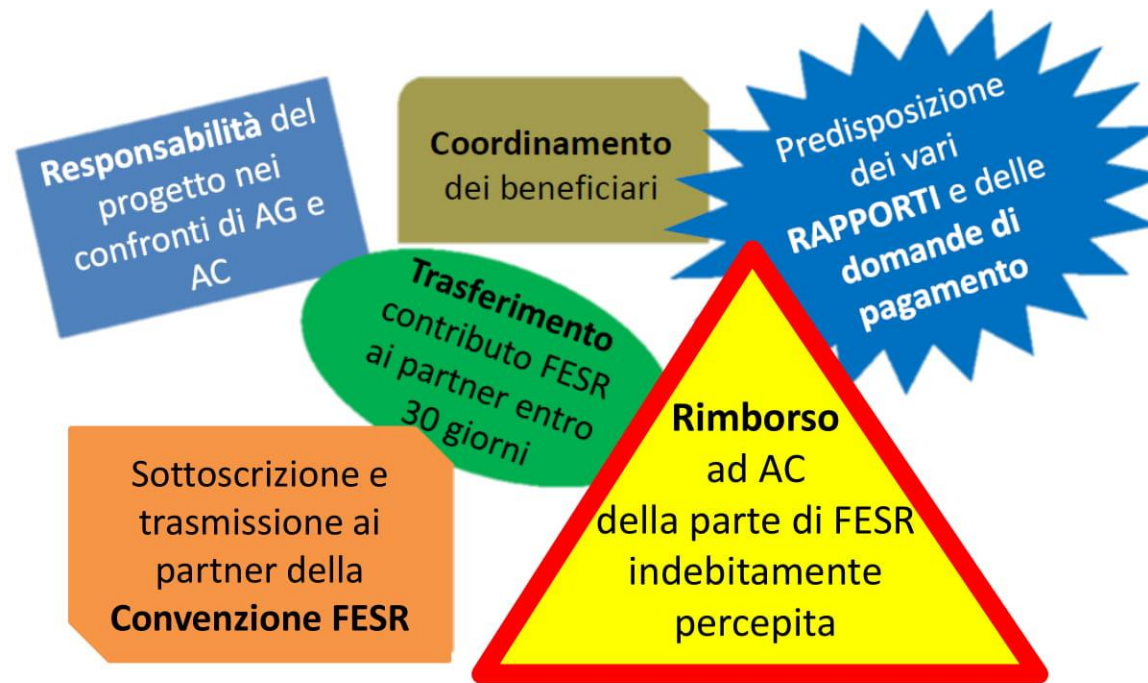 Responsabilità del
progetto nei
confronti di AG e
AC
Coordinamento
dei beneficiari
Predisposizione
dei vari
RAPPORTI e delle
domande di
pagamento
Trasferimento
contributo FESR
ai partner entro
30 giorni
Sottoscrizione e
trasmissione ai
partner della
Convenzione FESR
Rimborso
ad AC
della parte di FESR
indebitamente
percepita